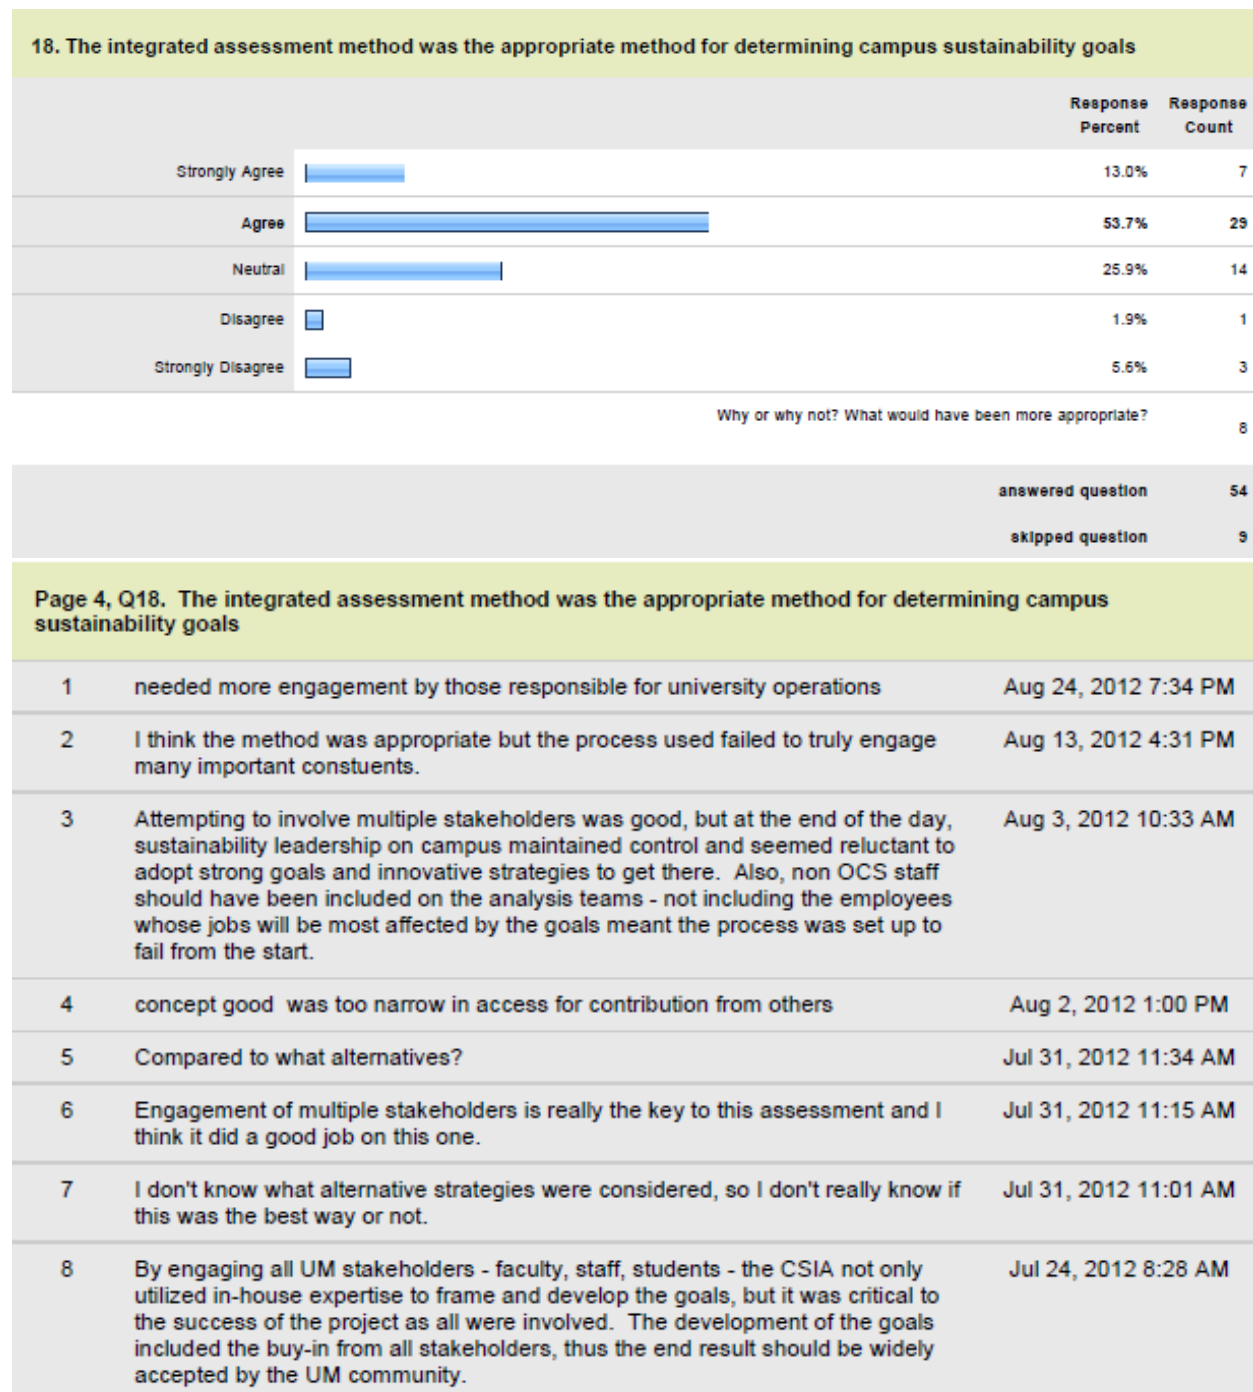 18. The integrated assessment method was the appropriate method for determining campus sustainability goals
Response Percent
Response Count
Strongly Agree 13.0% 7
Agree 53.7% 29
Neutral 25.9% 14
Disagree 1.9% 1
Strongly Disagree 5.6% 3
Why or why not? What would have been more appropriate? 8
answered question 54
skipped question 9
Page 4, Q18. The integrated assessment method was the appropriate method for determining campus
sustainability goals
1 needed more engagement by those responsible for university operations Aug 24, 2012 7:34 PM
2 I think the method was appropriate but the process used failed to truly engage Aug 13, 2012 4:31 PM
many important constuents.
3 Attempting to involve multiple stakeholders was good, but at the end of the day, Aug 3, 2012 10:33 AM
sustainability leadership on campus maintained control and seemed reluctant to
adopt strong goals and innovative strategies to get there. Also, non OCS staff
should have been included on the analysis teams - not including the employees
whose jobs will be most affected by the goals meant the process was set up to
fail from the start.
4 concept good was too narrow in access for contribution from others Aug 2, 2012 1:00 PM
5 Compared to what alternatives? Jul 31, 2012 11:34 AM
6 Engagement of multiple stakeholders is really the key to this assessment and I Jul 31, 2012 11:15 AM
think it did a good job on this one.
7 I don't know what alternative strategies were considered, so I don't really know if Jul 31, 2012 11:01 AM
this was the best way or not.
8 By engaging all UM stakeholders - faculty, staff, students - the CSIA not only Jul 24, 2012 8:28 AM
utilized in-house expertise to frame and develop the goals, but it was critical to
the success of the project as all were involved. The development of the goals
included the buy-in from all stakeholders, thus the end result should be widely
accepted by the UM community.